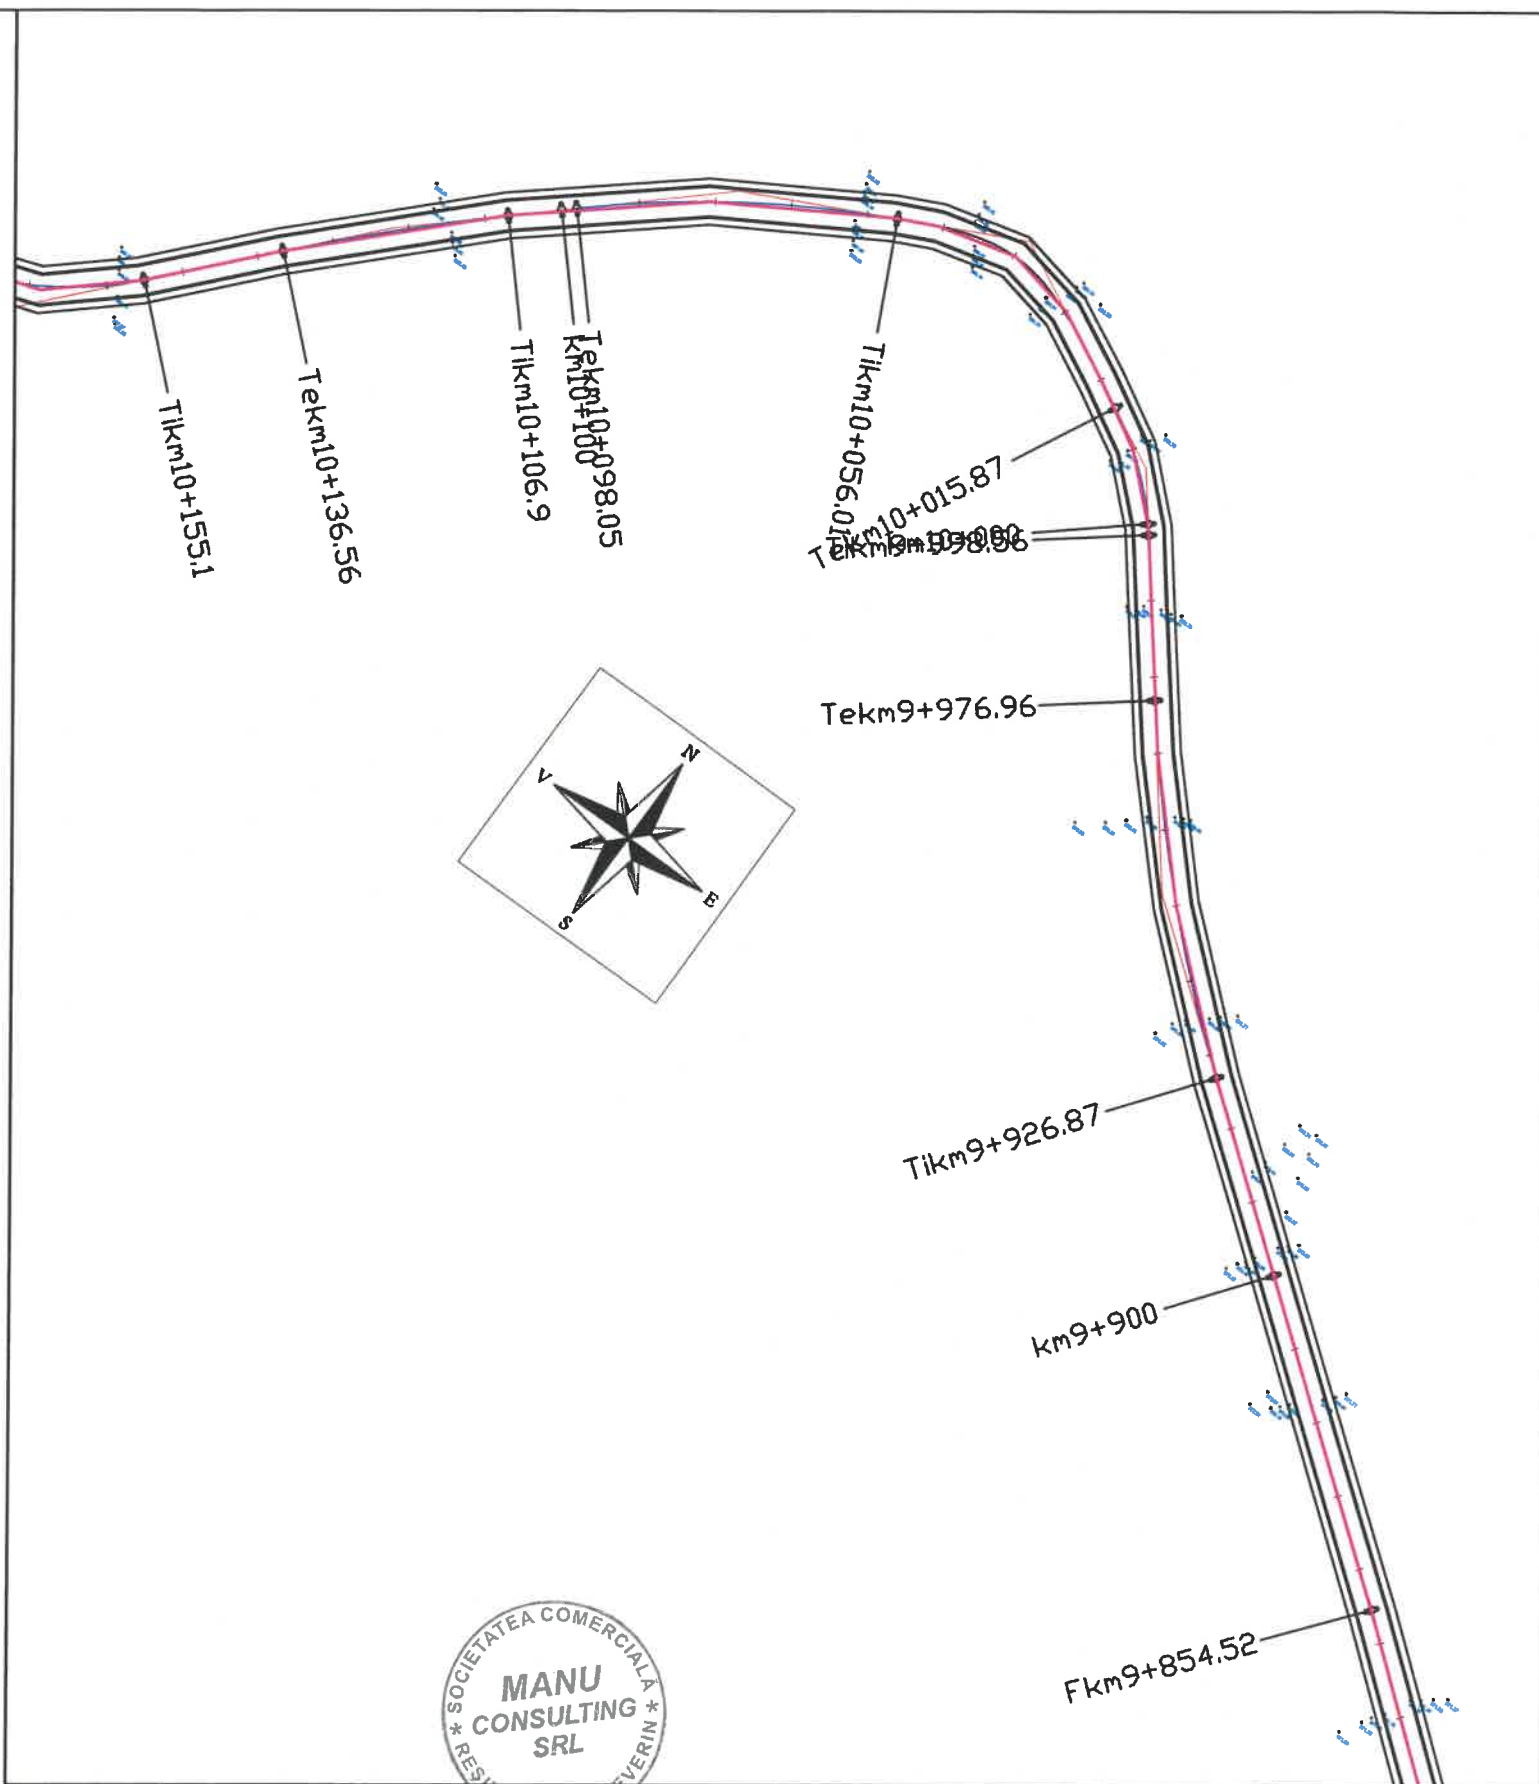 Tikm10+155.1
Tekm10+136.56
Tikm10+106.9
km10+100
Tekm10+098.05
Tikm10+056.01
Tekm10+015.87
Tekm9+976.96
N
V
E
S
Tikm9+926.87
km9+900
Fkm9+854.52
* SOCIETATEA COMERCIALĂ *
MANU
CONSULTING
SRL